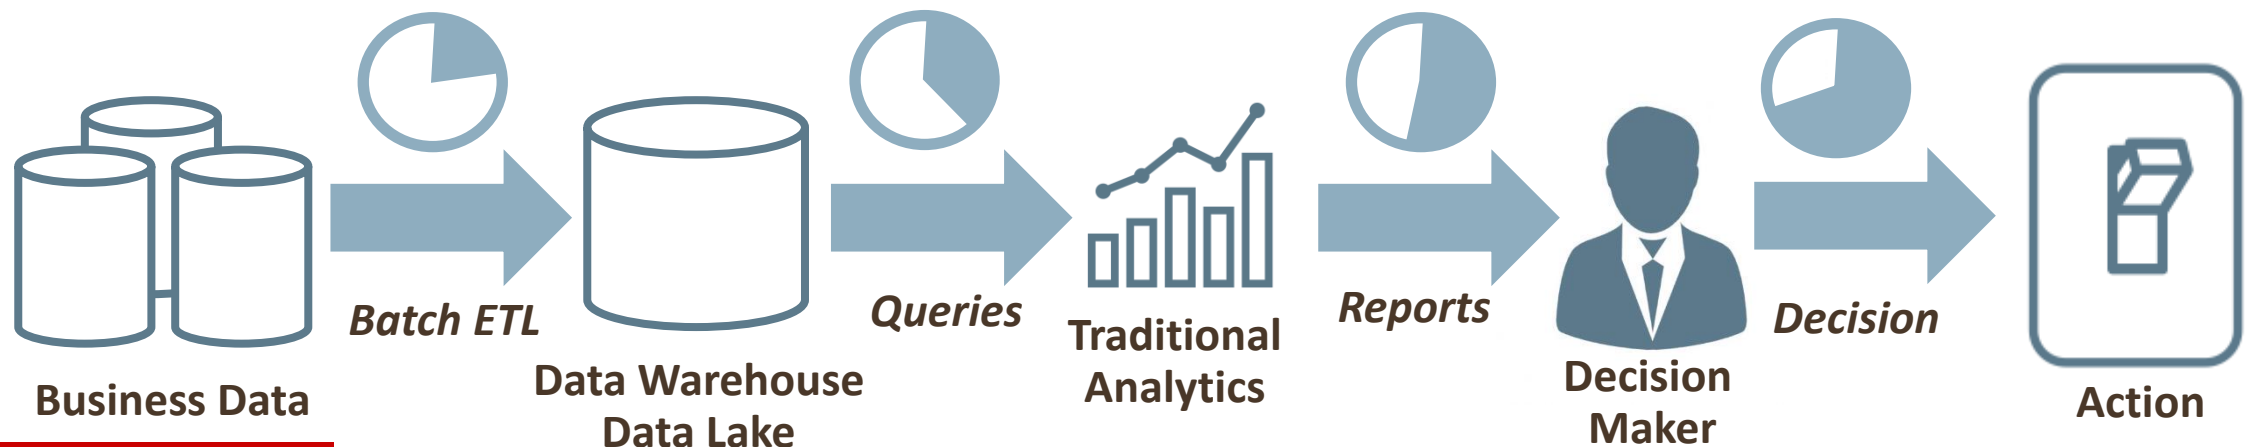 Batch ETL
Queries
Reports
Decision
Business Data
Data Warehouse
Data Lake
Traditional
Analytics
Decision
Maker
Action